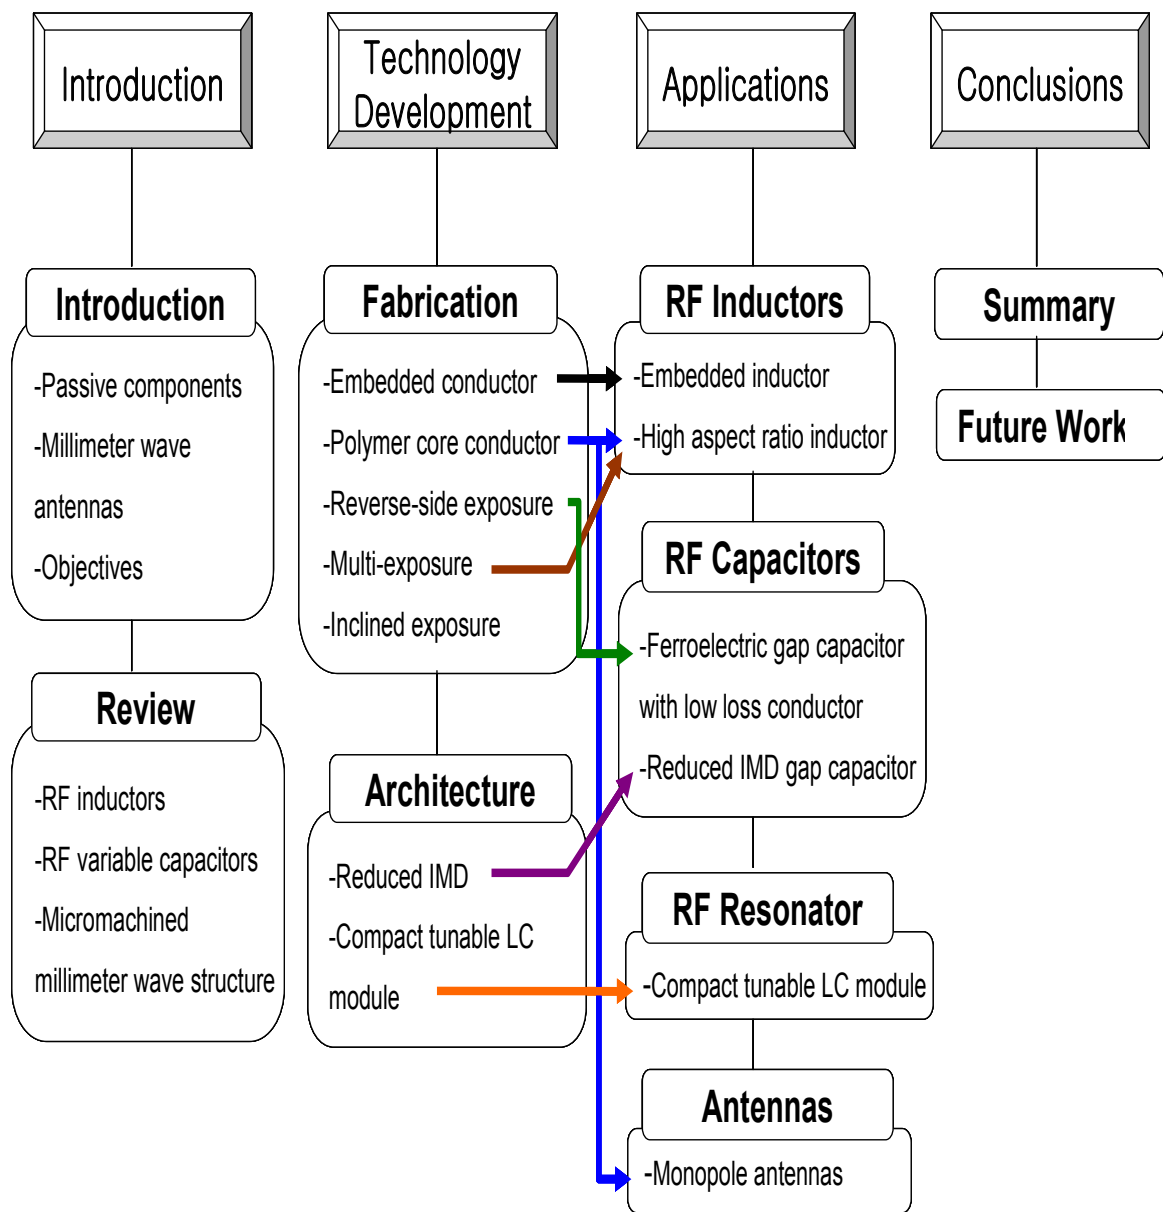 Introduction
Introduction
-Passive components
-Millimeter wave
antennas
-Objectives
Review
-RF inductors
-RF variable capacitors
-Micromachined
millimeter wave structure
Technology
Development
Fabrication
-Embedded conductor
-Polymer core conductor
-Reverse-side exposure
-Multi-exposure
-Inclined exposure
Architecture
-Reduced IMD
-Compact tunable LC
module
Applications
RF Inductors
-Embedded inductor
-High aspect ratio inductor
RF Capacitors
-Ferroelectric gap capacitor
with low loss conductor
-Reduced IMD gap capacitor
RF Resonator
-Compact tunable LC module
Antennas
-Monopole antennas
Conclusions
Summary
Future Work